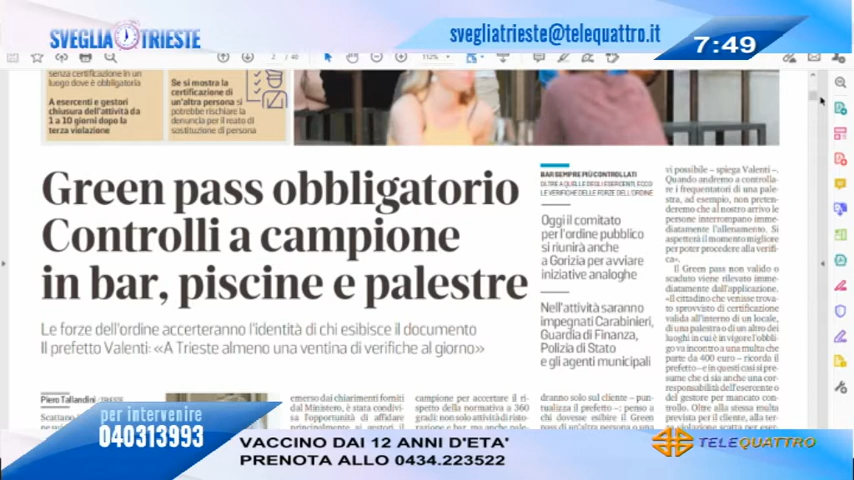 SVEGLIA TRIESTE
svegliatrieste@telequattro.it
7:49
2 / 40
112%
senza certificazione in un
luogo dove è obbligatoria
A esercenti e gestori
chiusura dell'attività da
1 a 10 giorni dopo la
terza violazione
Se si mostra la
certificazione di
un'altra persona si
potrebbe rischiare la
denuncia per il reato di
sostituzione di persona
Green pass obbligatorio
Controlli a campione
in bar, piscine e palestre
Le forze dell'ordine accerteranno l'identità di chi esibisce il documento
Il prefetto Valenti: «A Trieste almeno una ventina di verifiche al giorno»
BAR SEMPRE PIÙ CONTROLLATI
OLTRE A QUELLE DEGLI ESERCENTI, ECCO
LE VERIFICHE DELLE FORZE DELL'ORDINE
Oggi il comitato
per l'ordine pubblico
si riunirà anche
a Gorizia per avviare
iniziative analoghe
Nell'attività saranno
impegnati Carabinieri,
Guardia di Finanza,
Polizia di Stato
e gli agenti municipali
vi possibile – spiega Valenti –.
Quando andremo a controlla-
re i frequentatori di una pale-
stra, ad esempio, non preten-
deremo che al nostro arrivo le
persone interrompano imme-
diatamente l'allenamento. Si
aspetterà il momento migliore
per poter procedere alla verifi-
ca».
Il Green pass non valido o
scaduto viene rilevato imme-
diatamente dall'applicazione.
«Il cittadino che venisse trova-
to sprovvisto di certificazione
valida all'interno di un locale,
di una palestra o di un altro dei
luoghi in cui è in vigore l'obbli-
go va incontro a una multa che
parte da 400 euro – ricorda il
prefetto – e in questi casi si pre-
sume che ci sia anche una cor-
responsabilità dell'esercente o
del gestore per mancato con-
trollo. Oltre alla stessa multa
prevista per il cliente, alla ter-
Piero Tallandini / TRIESTE
emerso dai chiarimenti forniti
dal Ministero, è stata condivi-
sa l'opportunità di affidare
campione per accertare il ri-
spetto della normativa a 360
gradi: non solo attività di risto-
dranno solo sul cliente – pun-
tualizza il prefetto –: penso a
chi dovesse esibire il Green
per intervenire
040313993
VACCINO DAI 12 ANNI D'ETA'
PRENOTA ALLO 0434.223522
TELEQUATTRO